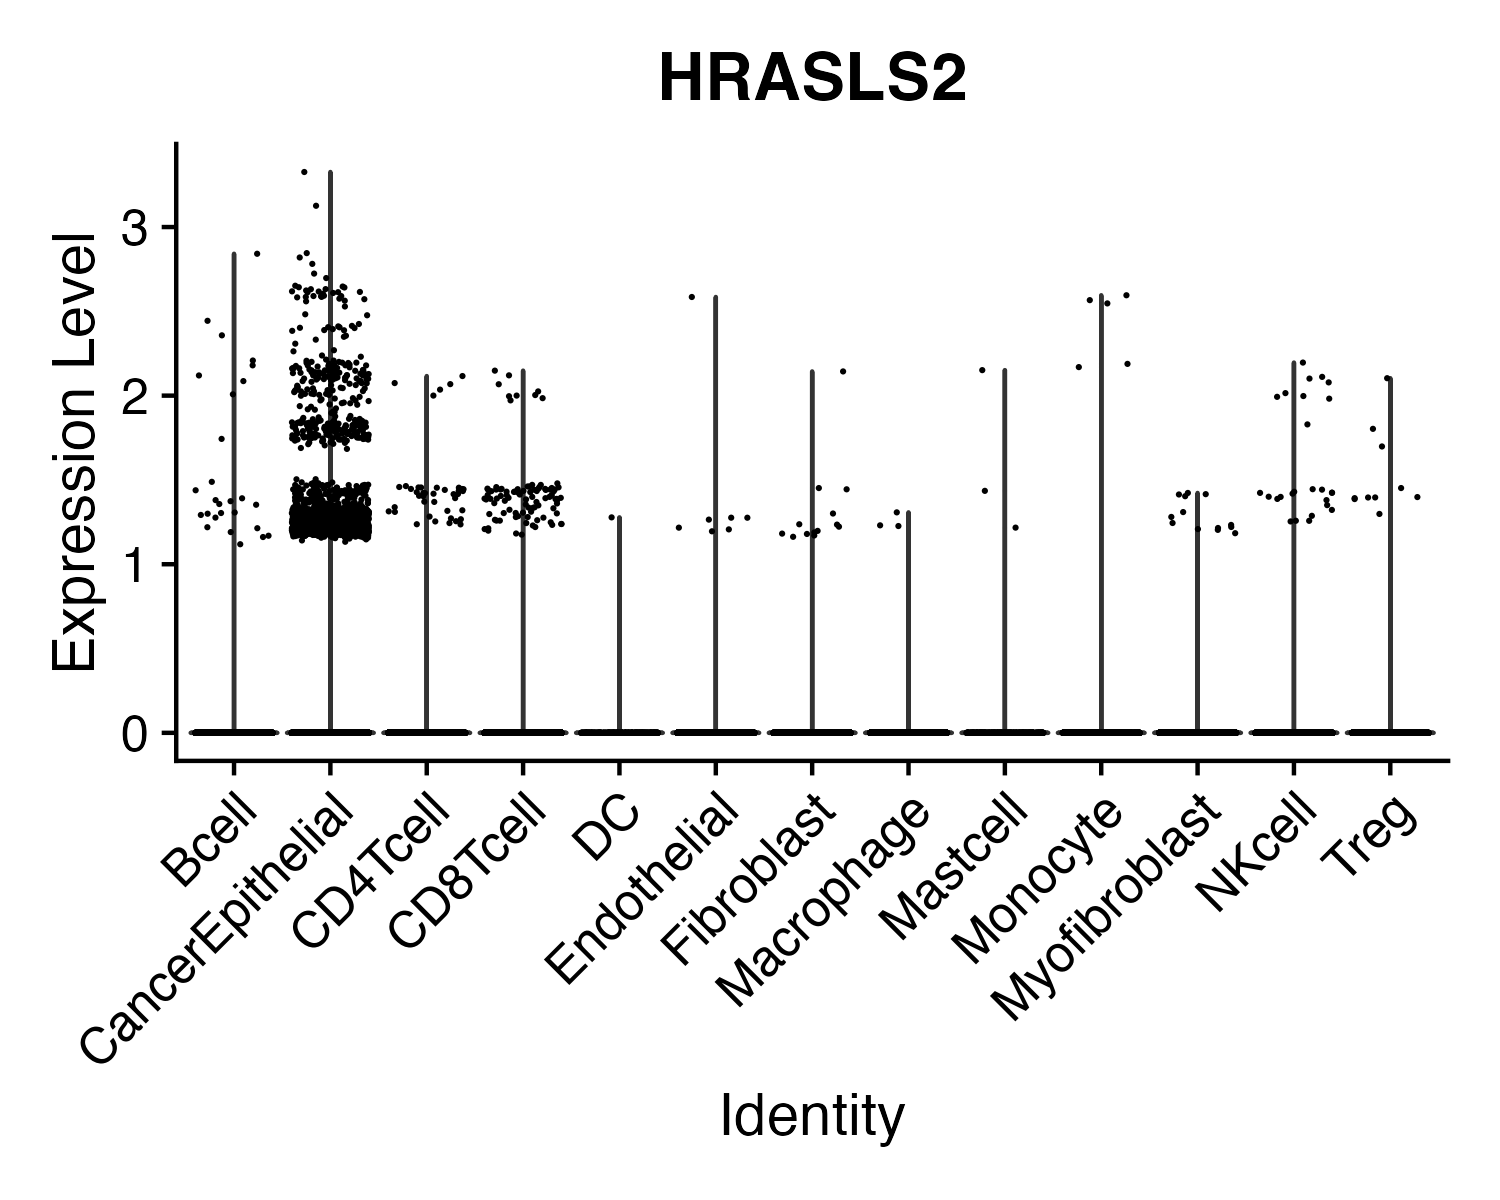 HRASLS2
Expression Level
3
2
1
0
Bcell
CancerEpithelial
CD4Tcell
CD8Tcell
DC
Endothelial
Fibroblast
Macrophage
Mastcell
Monocyte
Myofibroblast
NKcell
Treg
Identity